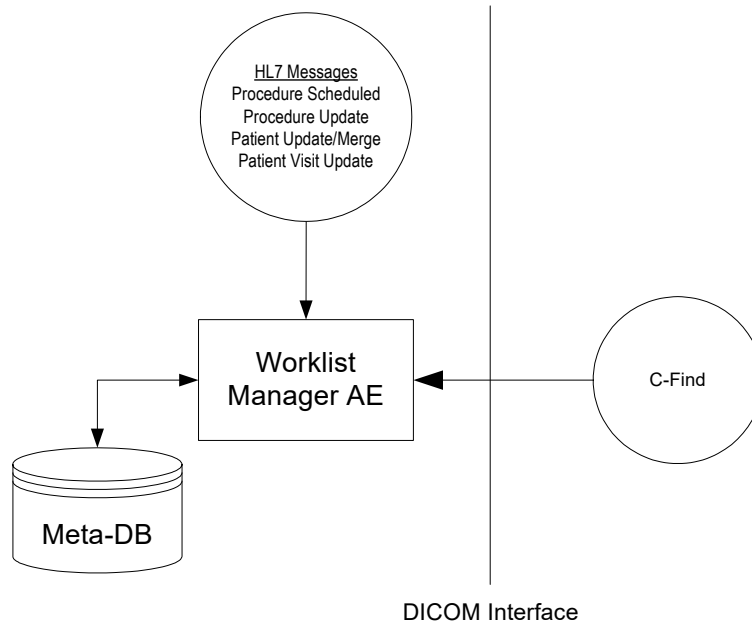 HL7 Messages
Procedure Scheduled
Procedure Update
Patient Update/Merge
Patient Visit Update
Worklist
Manager AE
C-Find
Meta-DB
DICOM Interface